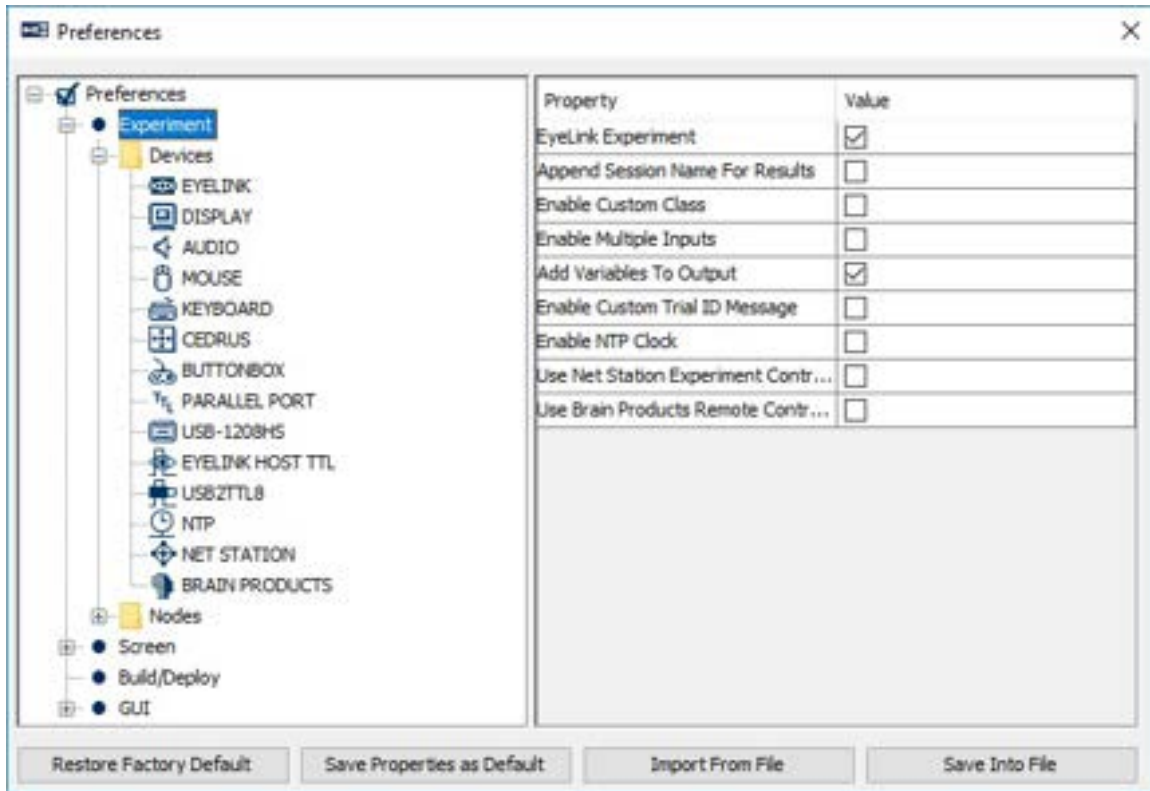 Preferences
Preferences
Experiment
Devices
EYELINK
DISPLAY
AUDIO
MOUSE
KEYBOARD
CEDRUS
BUTTONBOX
PARALLEL PORT
USB-1208HS
EYELINK HOST TTL
USB2TTL8
NTP
NET STATION
BRAIN PRODUCTS
Nodes
Screen
Build/Deploy
GUI
Property Value
EyeLink Experiment
Append Session Name For Results
Enable Custom Class
Enable Multiple Inputs
Add Variables To Output
Enable Custom Trial ID Message
Enable NTP Clock
Use Net Station Experiment Contr...
Use Brain Products Remote Contr...
Restore Factory Default Save Properties as Default Import From File Save Into File